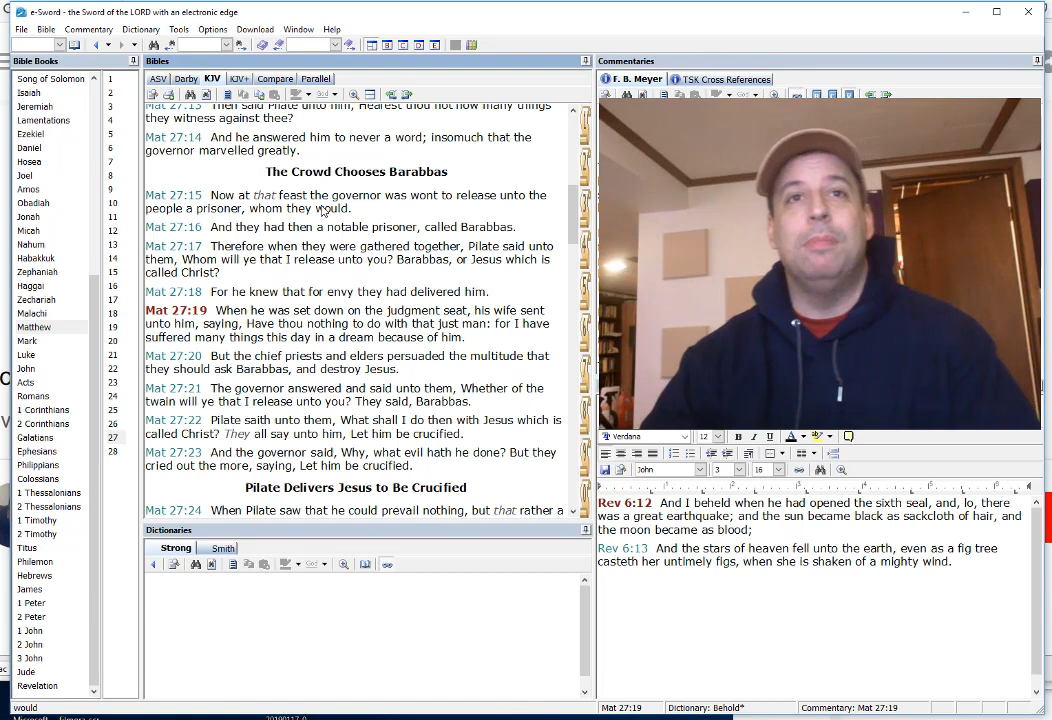 e-Sword - the Sword of the LORD with an electronic edge
File Bible Commentary Dictionary Tools Options Download Window Help
B C D E
Bible Books
Song of Solomon
Isaiah
Jeremiah
Lamentations
Ezekiel
Daniel
Hosea
Joel
Amos
Obadiah
Jonah
Micah
Nahum
Habakkuk
Zephaniah
Haggai
Zechariah
Malachi
Matthew
Mark
Luke
John
Acts
Romans
1 Corinthians
2 Corinthians
Galatians
Ephesians
Philippians
Colossians
1 Thessalonians
2 Thessalonians
1 Timothy
2 Timothy
Titus
Philemon
Hebrews
James
1 Peter
2 Peter
1 John
2 John
3 John
Jude
Revelation
1
2
3
4
5
6
7
8
9
10
11
12
13
14
15
16
17
18
19
20
21
22
23
24
25
26
27
28
Bibles
ASV Darby KJV KJV+ Compare Parallel
Mat 27:13 Then said Pilate unto him, Hearest thou not how many things
they witness against thee?
Mat 27:14 And he answered him to never a word; insomuch that the
governor marvelled greatly.
The Crowd Chooses Barabbas
Mat 27:15 Now at that feast the governor was wont to release unto the
people a prisoner, whom they would.
Mat 27:16 And they had then a notable prisoner, called Barabbas.
Mat 27:17 Therefore when they were gathered together, Pilate said unto
them, Whom will ye that I release unto you? Barabbas, or Jesus which is
called Christ?
Mat 27:18 For he knew that for envy they had delivered him.
Mat 27:19 When he was set down on the judgment seat, his wife sent
unto him, saying, Have thou nothing to do with that just man: for I have
suffered many things this day in a dream because of him.
Mat 27:20 But the chief priests and elders persuaded the multitude that
they should ask Barabbas, and destroy Jesus.
Mat 27:21 The governor answered and said unto them, Whether of the
twain will ye that I release unto you? They said, Barabbas.
Mat 27:22 Pilate saith unto them, What shall I do then with Jesus which is
called Christ? They all say unto him, Let him be crucified.
Mat 27:23 And the governor said, Why, what evil hath he done? But they
cried out the more, saying, Let him be crucified.
Pilate Delivers Jesus to Be Crucified
Mat 27:24 When Pilate saw that he could prevail nothing, but that rather a
Dictionaries
Strong Smith
Commentaries
F. B. Meyer TSK Cross References
Verdana 12 B I U A
John 3 16
1 2 3 4 5 6
Rev 6:12 And I beheld when he had opened the sixth seal, and, lo, there
was a great earthquake; and the sun became black as sackcloth of hair, and
the moon became as blood;
Rev 6:13 And the stars of heaven fell unto the earth, even as a fig tree
casteth her untimely figs, when she is shaken of a mighty wind.
would
Mat 27:19 Dictionary: Behold* Commentary: Mat 27:19